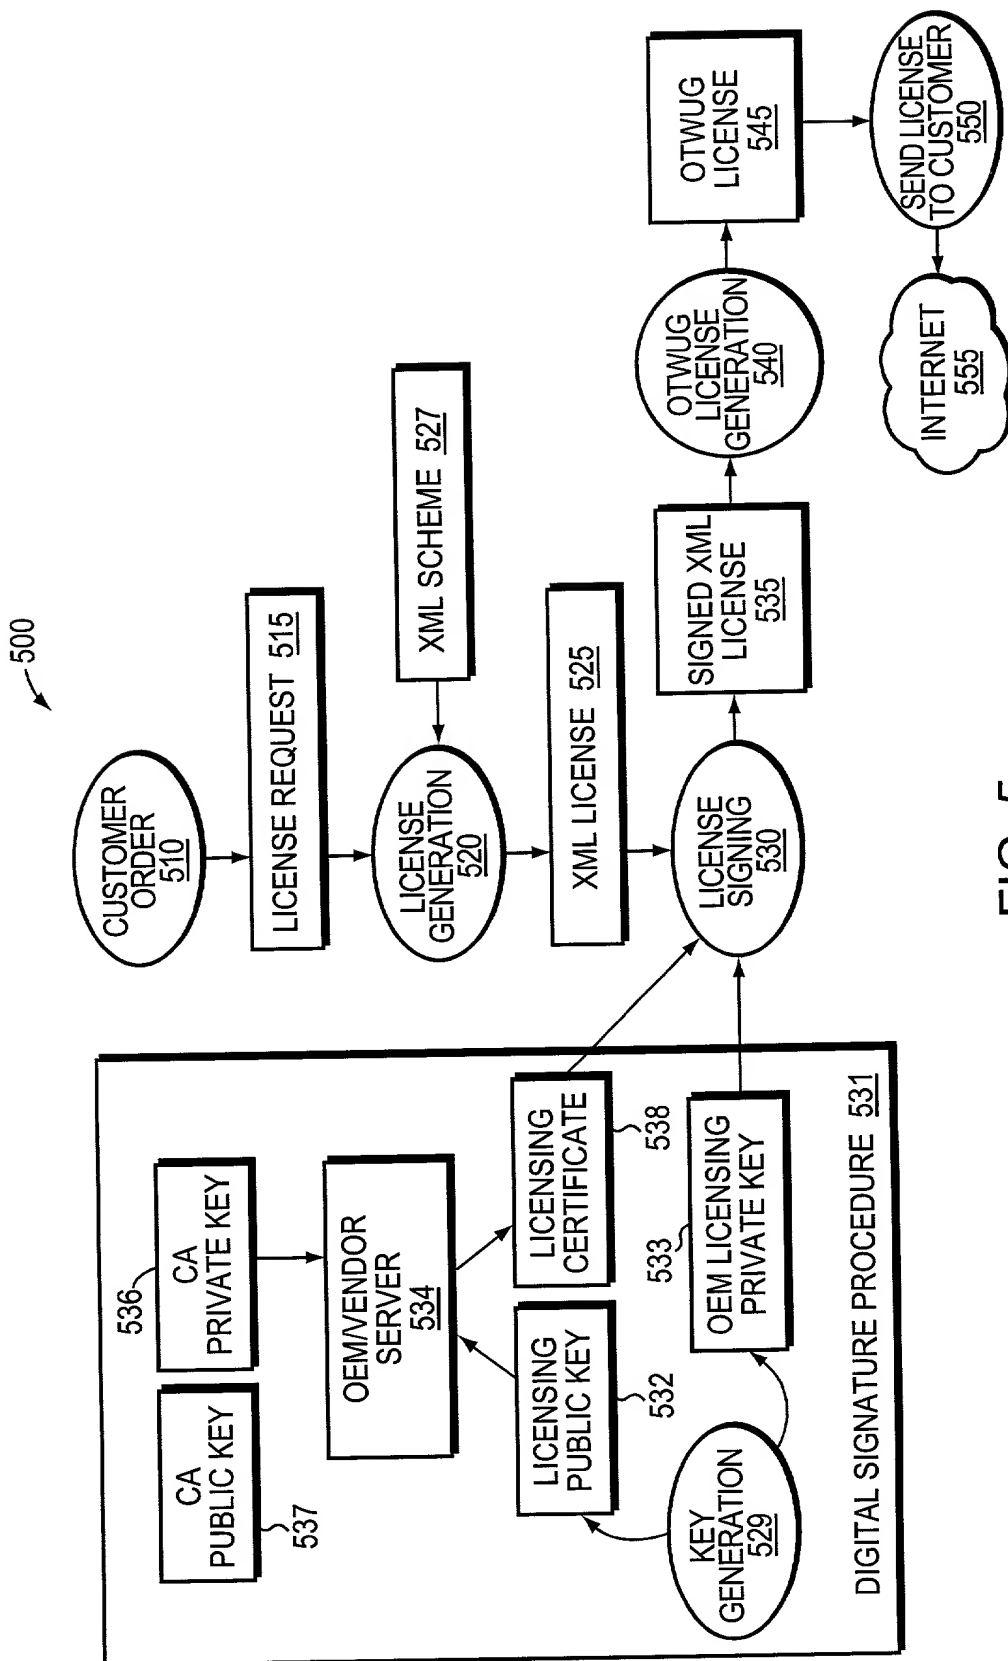 500
CUSTOMER
ORDER
510
LICENSE REQUEST 515
LICENSE
GENERATION
520
XML SCHEME 527
XML LICENSE 525
LICENSE
SIGNING
530
SIGNED XML
LICENSE
535
OTWUG
LICENSE
GENERATION
540
OTWUG
LICENSE
545
SEND LICENSE
TO CUSTOMER
550
INTERNET
555
CA
PUBLIC KEY
537
536
CA
PRIVATE KEY
OEM/VENDOR
SERVER
534
LICENSING
PUBLIC KEY
532
LICENSING
CERTIFICATE
538
KEY
GENERATION
529
533
OEM LICENSING
PRIVATE KEY
DIGITAL SIGNATURE PROCEDURE 531